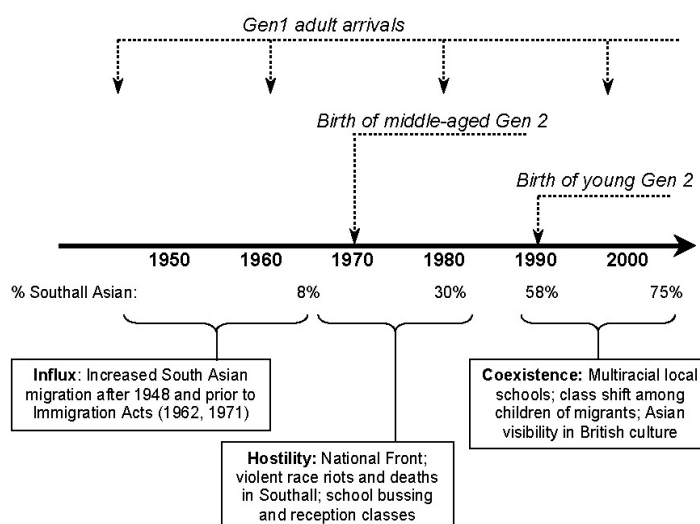 Gen1 adult arrivals
Birth of middle-aged Gen 2
Birth of young Gen 2
1950 1960 1970 1980 1990 2000
% Southall Asian: 8% 30% 58% 75%
Influx: Increased South Asian
migration after 1948 and prior to
Immigration Acts (1962, 1971)
Hostility: National Front;
violent race riots and deaths
in Southall; school bussing
and reception classes
Coexistence: Multiracial local
schools; class shift among
children of migrants; Asian
visibility in British culture